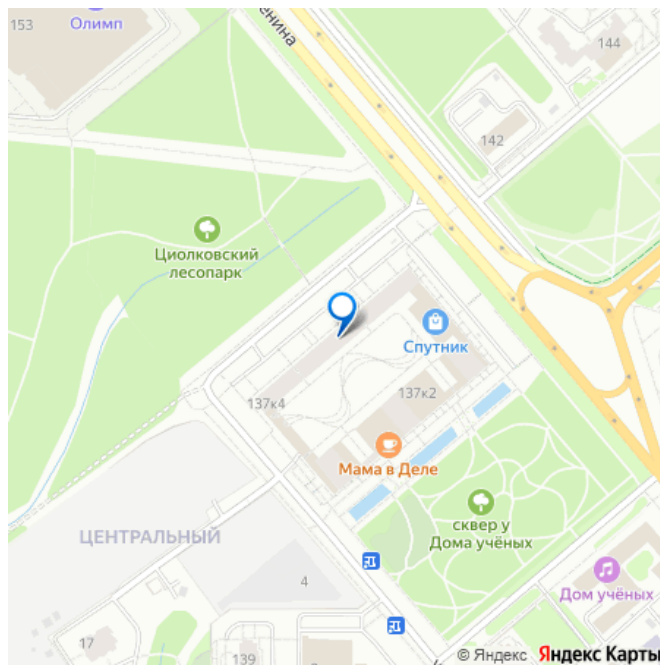 153
Олимп
енина
144
142
Циолковский
лесопарк
Спутник
137к4
137к2
Мама в Деле
ЦЕНТРАЛЬНЫЙ
сквер у
Дома учёных
4
Дом учёных
17
139
© Яндекс Яндекс Карты